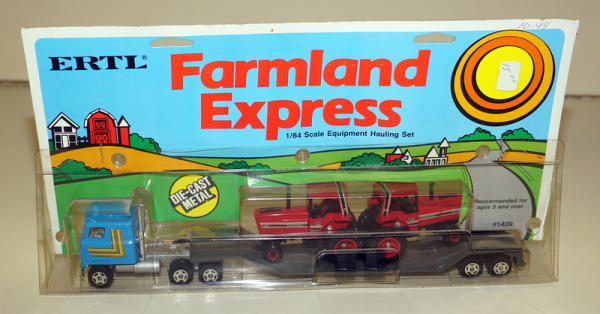 10-49
ERTL®
Farmland
Express
1/64 Scale Equipment Hauling Set
DIE-CAST
METAL
Recommended for
ages 3 and over
#1409